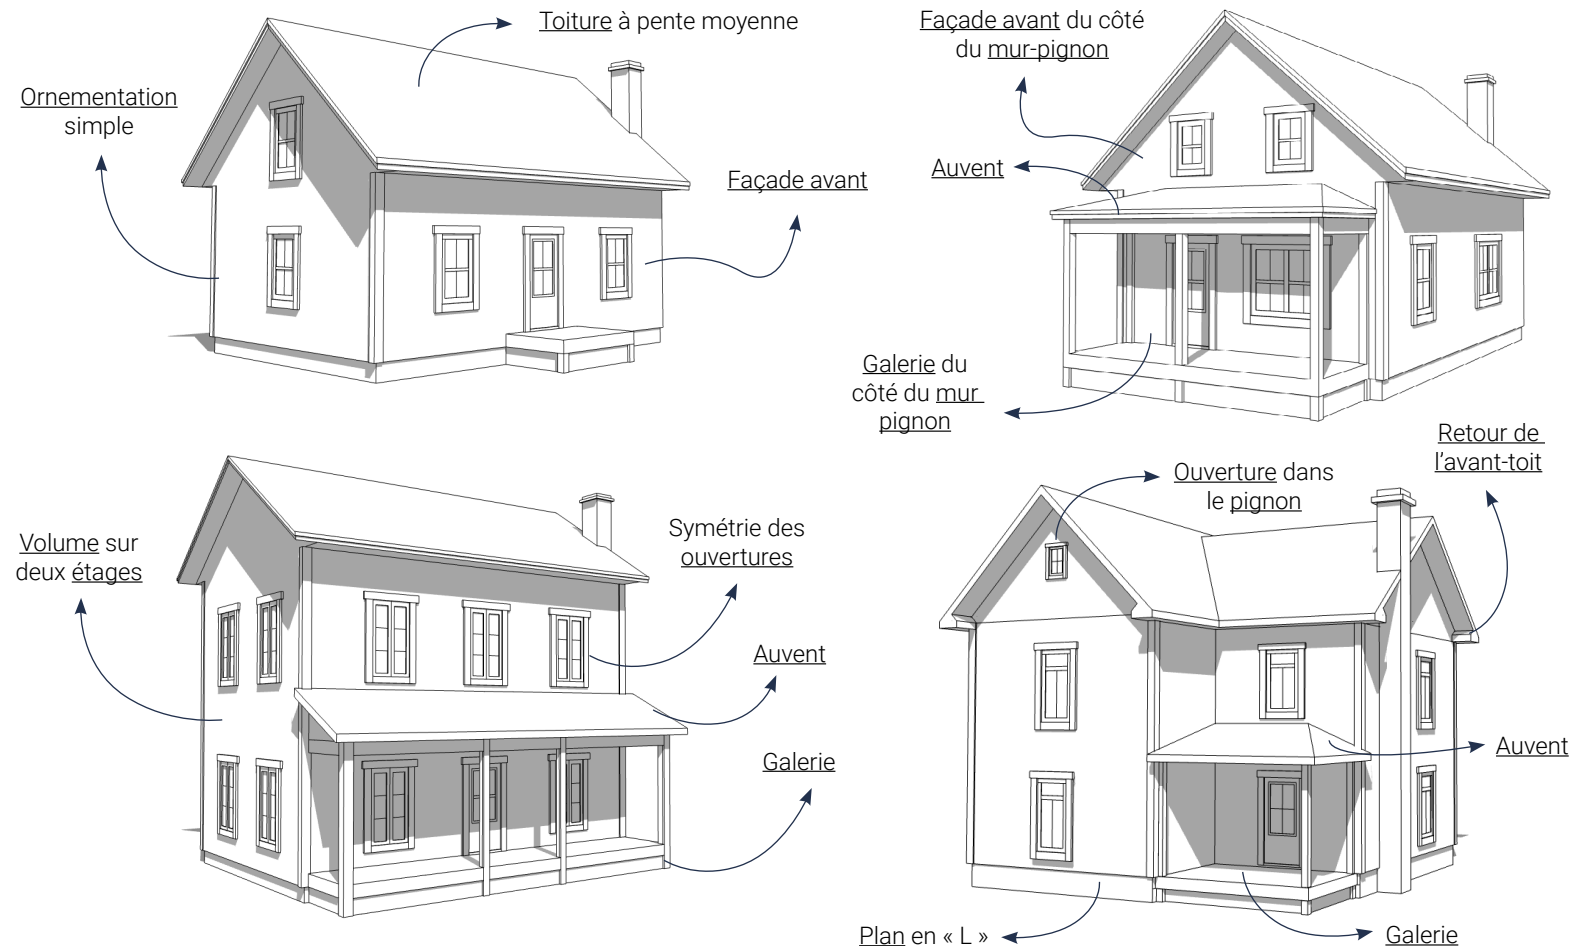 Toiture à pente moyenne
Ornementation
simple
Façade avant
Façade avant du côté
du mur-pignon
Auvent
Galerie du
côté du mur
pignon
Volume sur
deux étages
Symétrie des
ouvertures
Auvent
Galerie
Ouverture dans
le pignon
Retour de
l'avant-toit
Auvent
Plan en « L »
Galerie